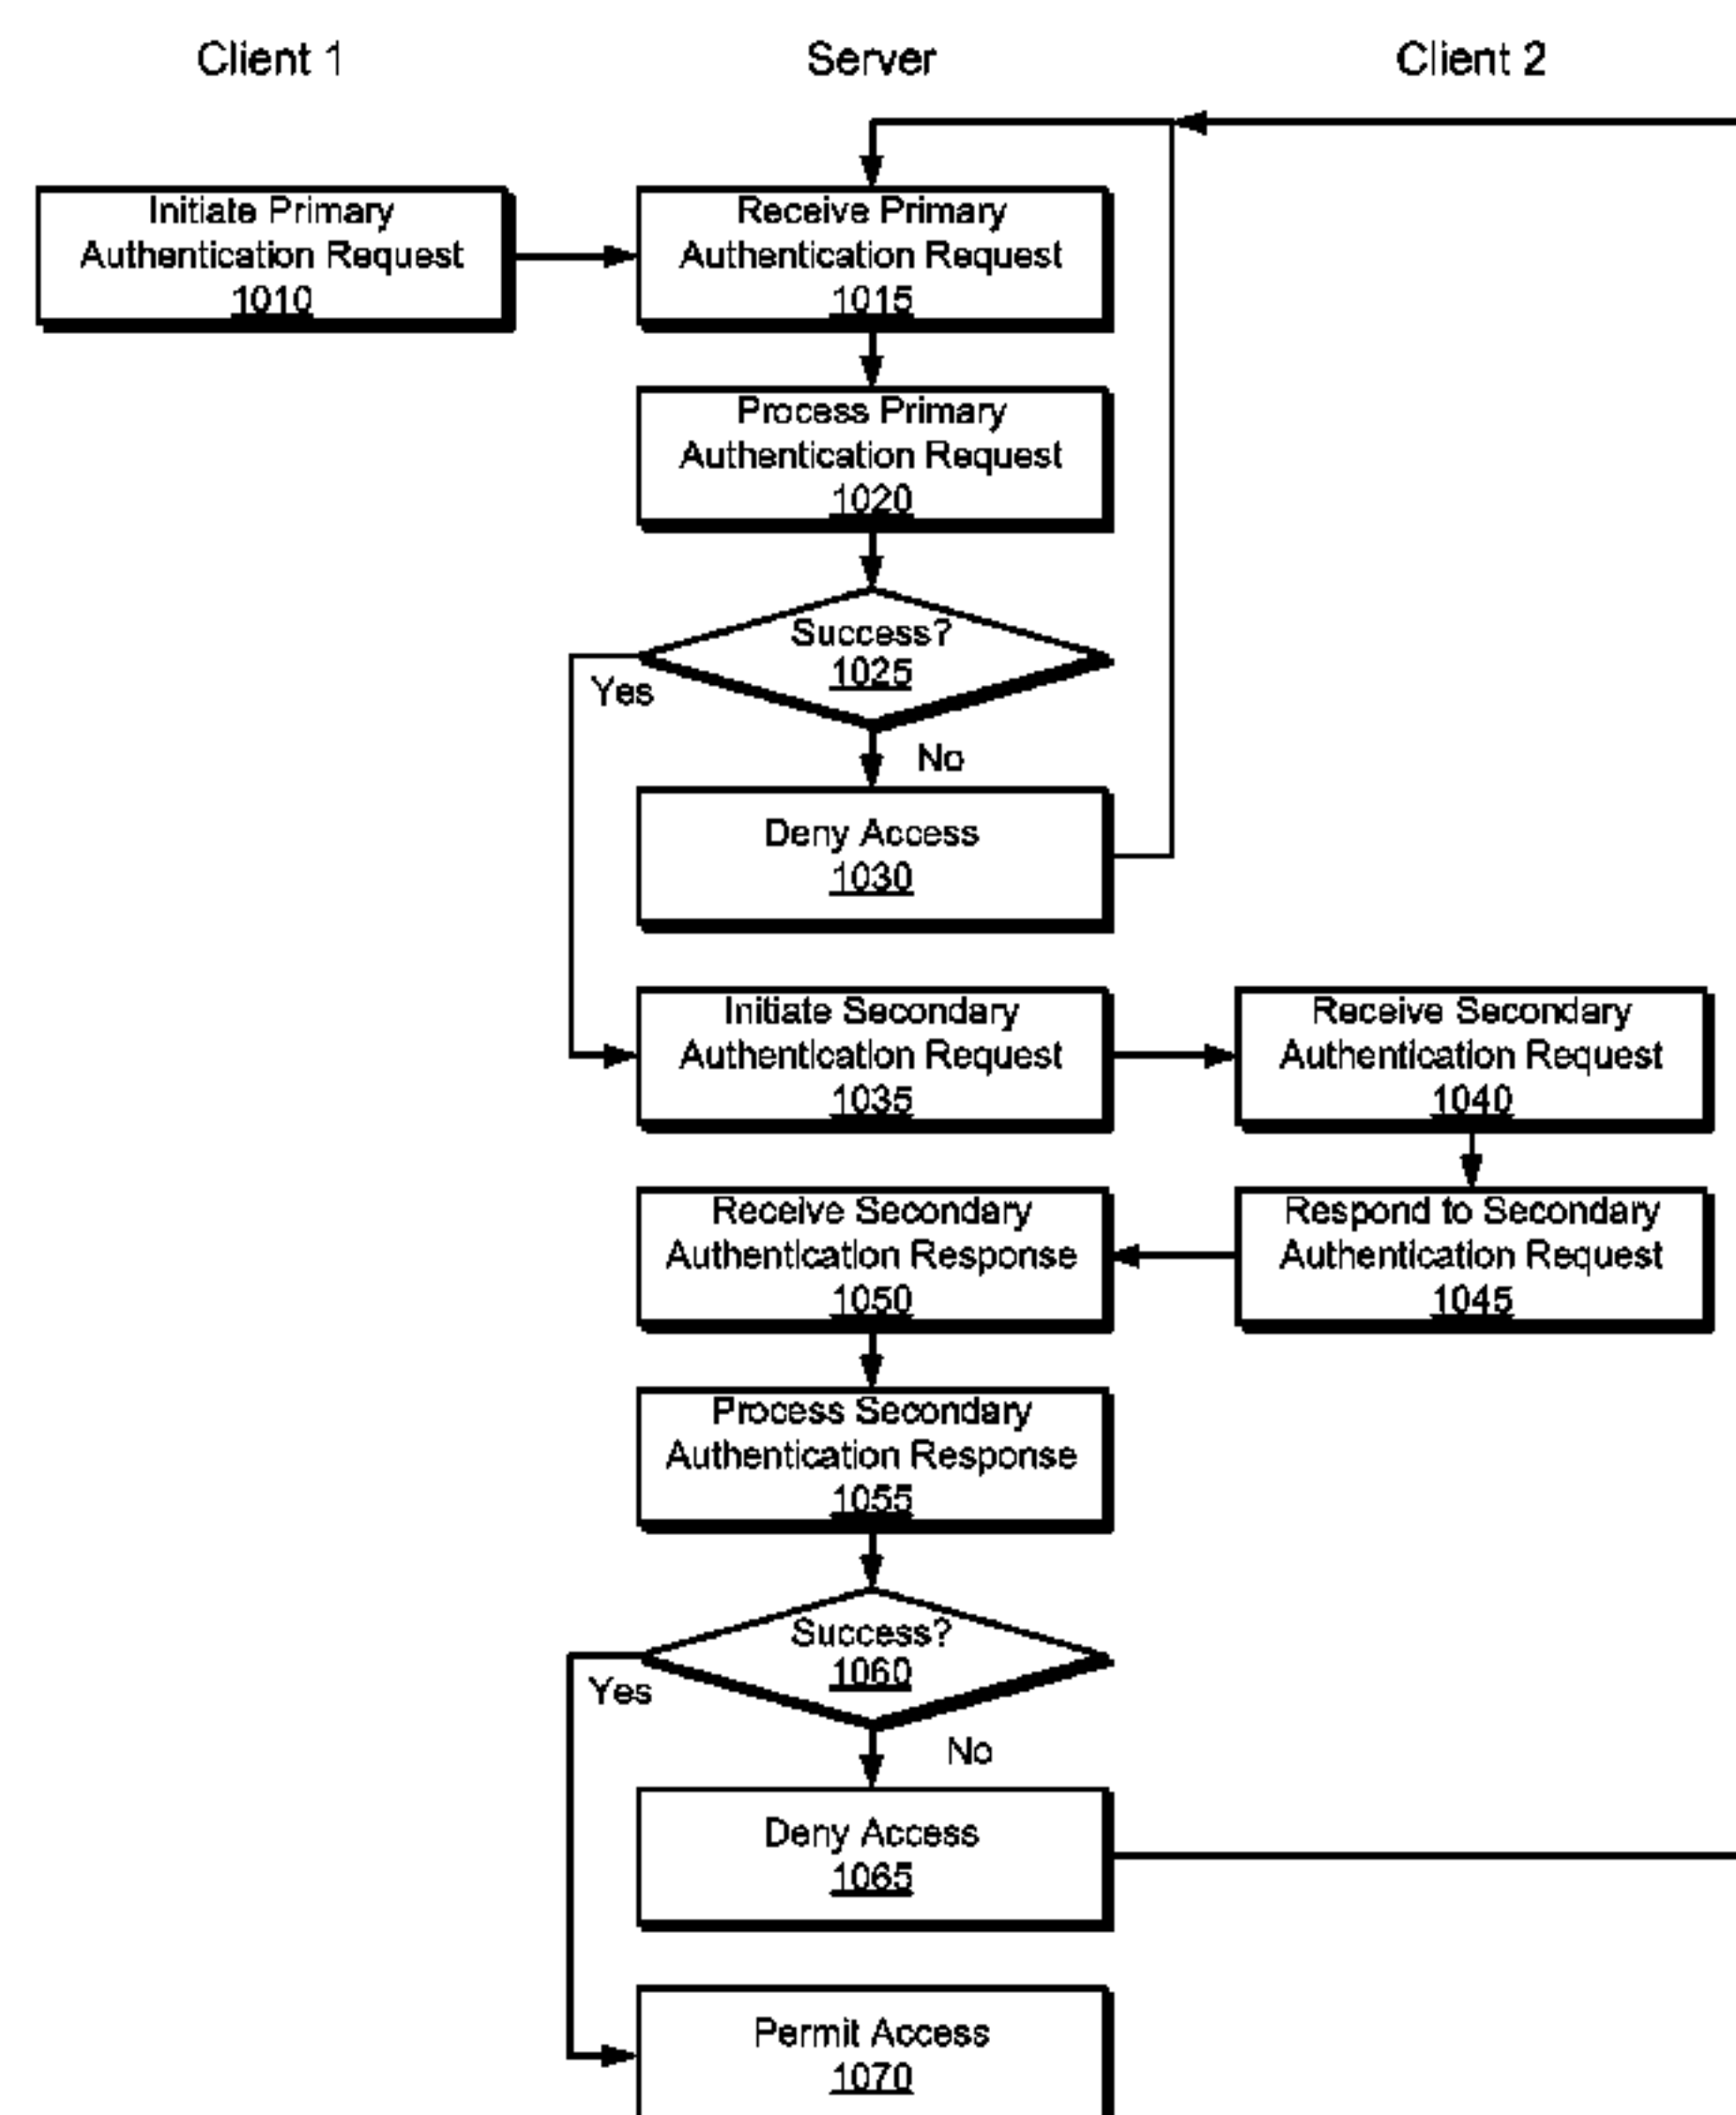 Client 1
Server
Client 2
Initiate Primary
Authentication Request
1010
Receive Primary
Authentication Request
1015
Process Primary
Authentication Request
1020
Success?
1025
Yes
No
Deny Access
1030
Initiate Secondary
Authentication Request
1035
Receive Secondary
Authentication Request
1040
Respond to Secondary
Authentication Request
1045
Receive Secondary
Authentication Response
1050
Process Secondary
Authentication Response
1055
Success?
1060
Yes
No
Deny Access
1065
Permit Access
1070